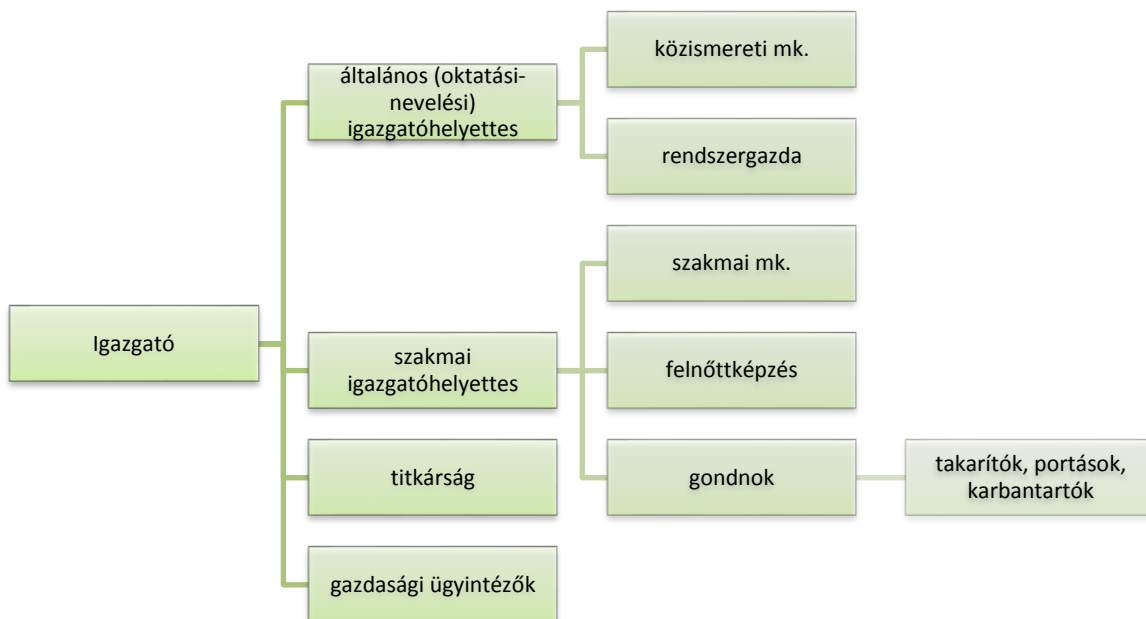 Igazgató
általános (oktatási-
nevelési)
igazgatóhelyettes
közismereti mk.
rendszergazda
szakmai
igazgatóhelyettes
szakmai mk.
felnőttképzés
gondnok
takarítók, portások,
karbantartók
titkárság
gazdasági ügyintézők